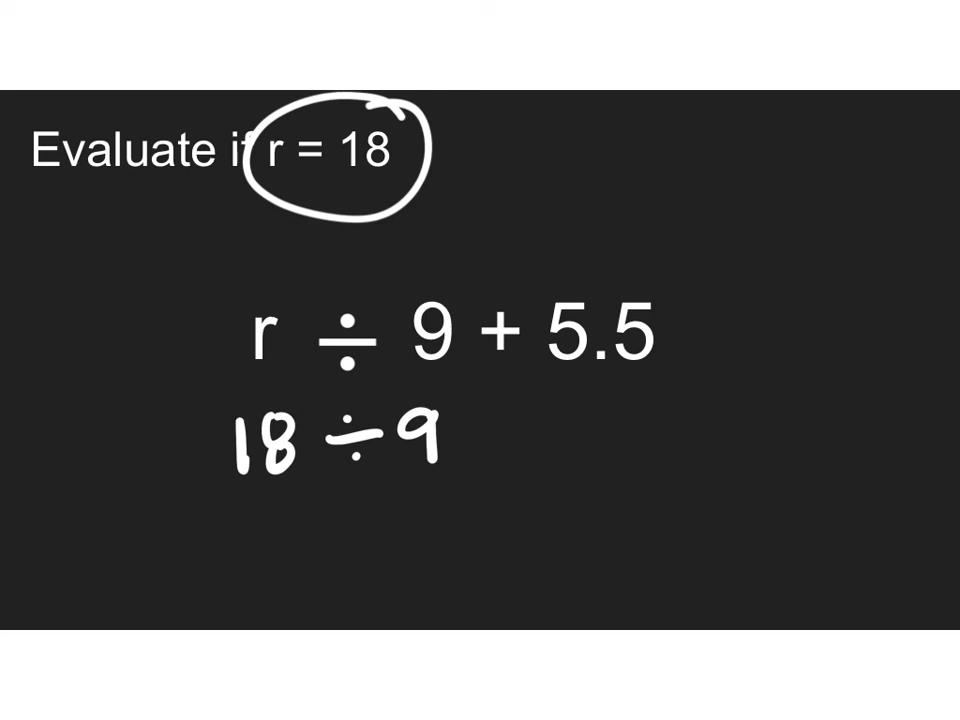 Evaluate if r = 18
r ÷ 9 + 5.5
18 ÷ 9